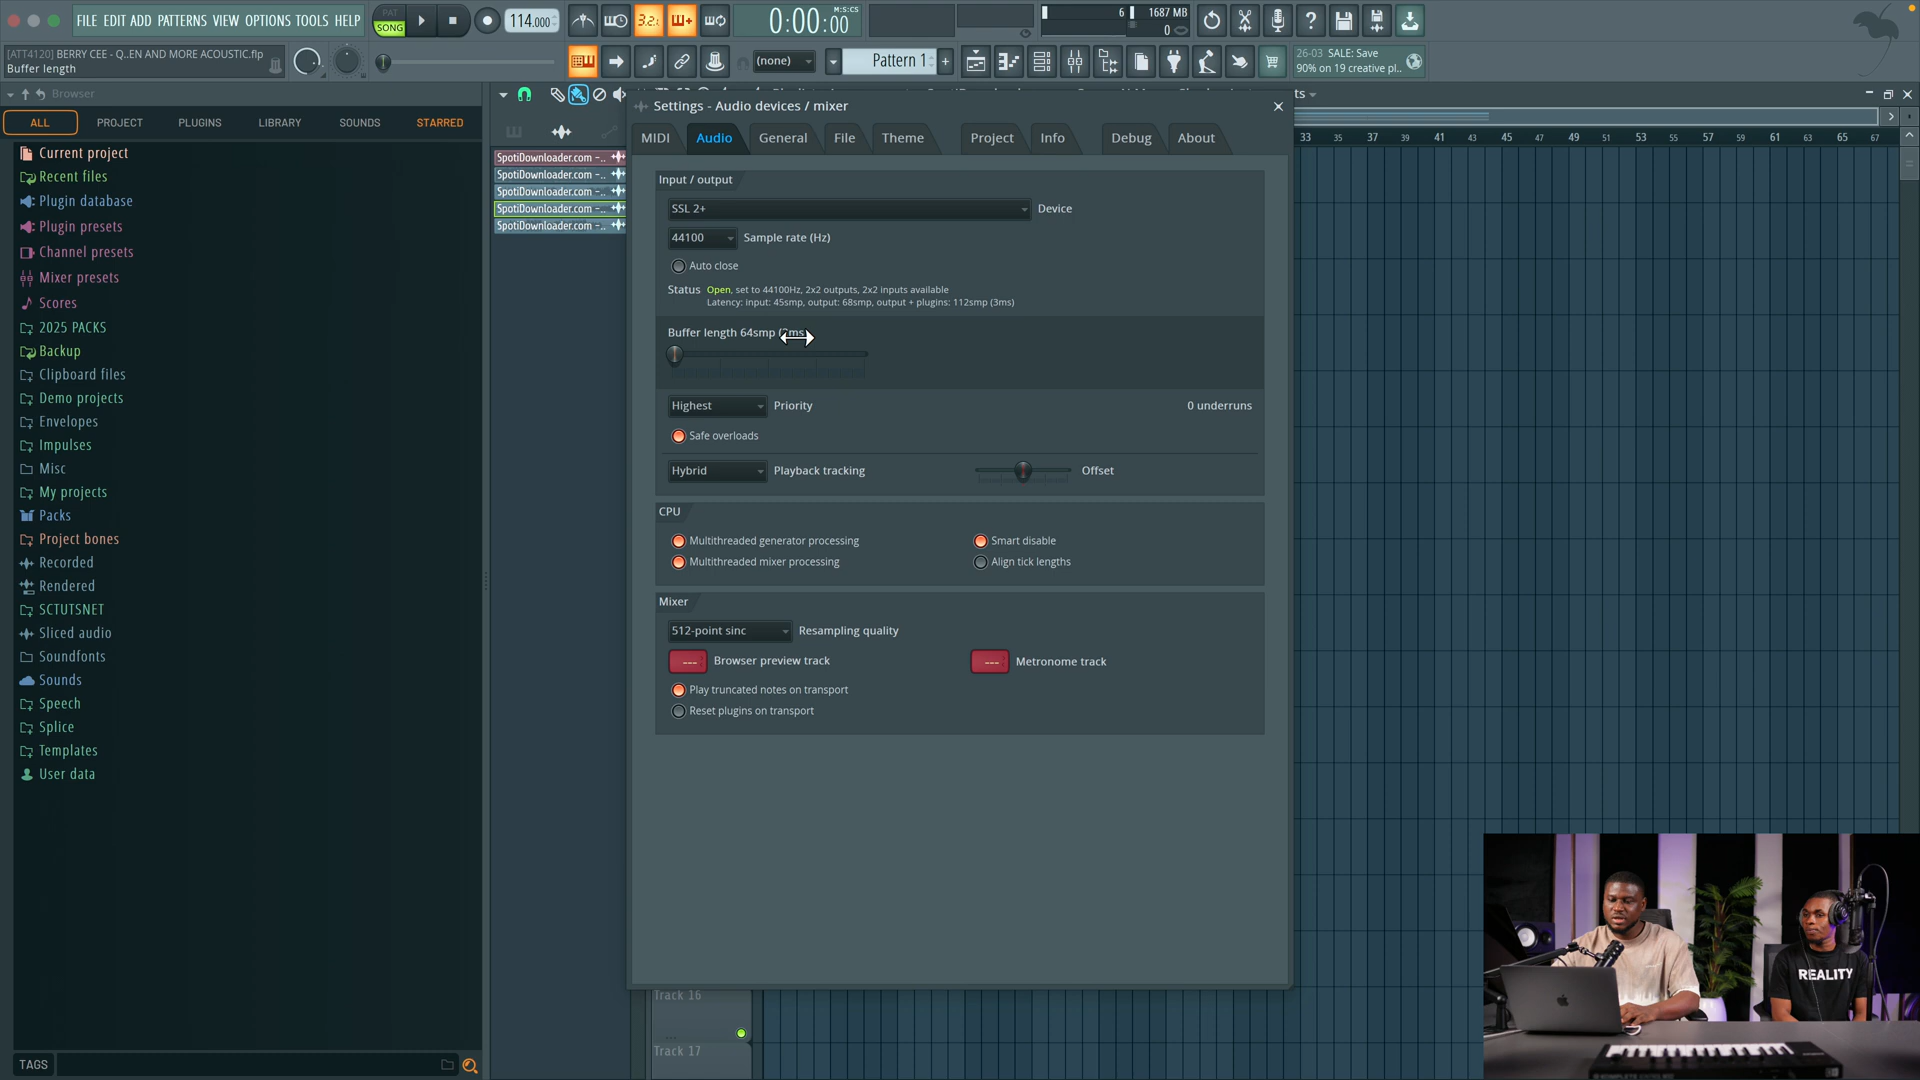 FILE EDIT ADD PATTERNS VIEW OPTIONS TOOLS HELP
PAT
SONG
114.000
3.2.
0:00:00
M:S:CS
6
1687 MB
0
[ATT4120] BERRY CEE - Q..EN AND MORE ACOUSTIC.flp
Buffer length
(none)
Pattern 1
26-03 SALE: Save
90% on 19 creative pl..
Browser
ALL
PROJECT
PLUGINS
LIBRARY
SOUNDS
STARRED
Current project
Recent files
Plugin database
Plugin presets
Channel presets
Mixer presets
Scores
2025 PACKS
Backup
Clipboard files
Demo projects
Envelopes
Impulses
Misc
My projects
Packs
Project bones
Recorded
Rendered
SCTUTSNET
Sliced audio
Soundfonts
Sounds
Speech
Splice
Templates
User data
TAGS
SpotiDownloader.com -..
SpotiDownloader.com -..
SpotiDownloader.com -..
SpotiDownloader.com -..
SpotiDownloader.com -..
Settings - Audio devices / mixer
MIDI
Audio
General
File
Theme
Project
Info
Debug
About
Input / output
SSL 2+
Device
44100
Sample rate (Hz)
Auto close
Status
Open, set to 44100Hz, 2x2 outputs, 2x2 inputs available
Latency: input: 45smp, output: 68smp, output + plugins: 112smp (3ms)
Buffer length 64smp
Highest
Priority
0 underruns
Safe overloads
Hybrid
Playback tracking
Offset
CPU
Multithreaded generator processing
Smart disable
Multithreaded mixer processing
Align tick lengths
Mixer
512-point sinc
Resampling quality
---
Browser preview track
---
Metronome track
Play truncated notes on transport
Reset plugins on transport
33 35 37 39 41 43 45 47 49 51 53 55 57 59 61 63 65 67
Track 16
Track 17
REALITY